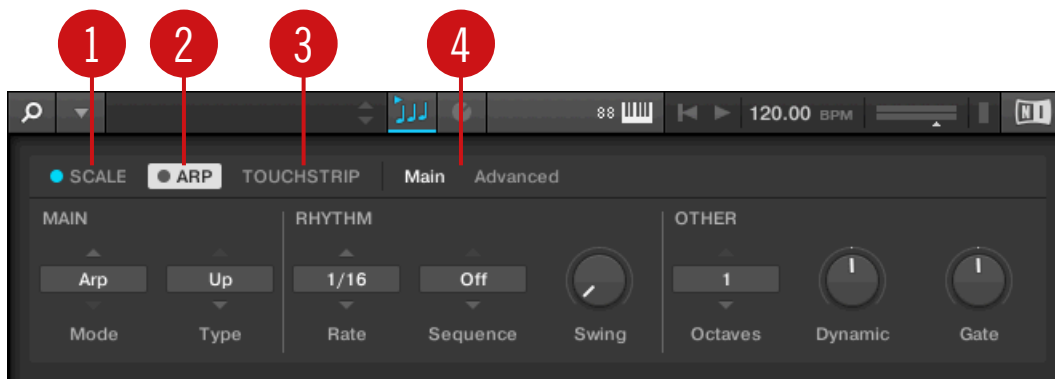 1 2 3 4
88 120.00 BPM NI
SCALE ARP TOUCHSTRIP Main Advanced
MAIN RHYTHM OTHER
Arp Up 1/16 Off 1
Mode Type Rate Sequence Swing Octaves Dynamic Gate